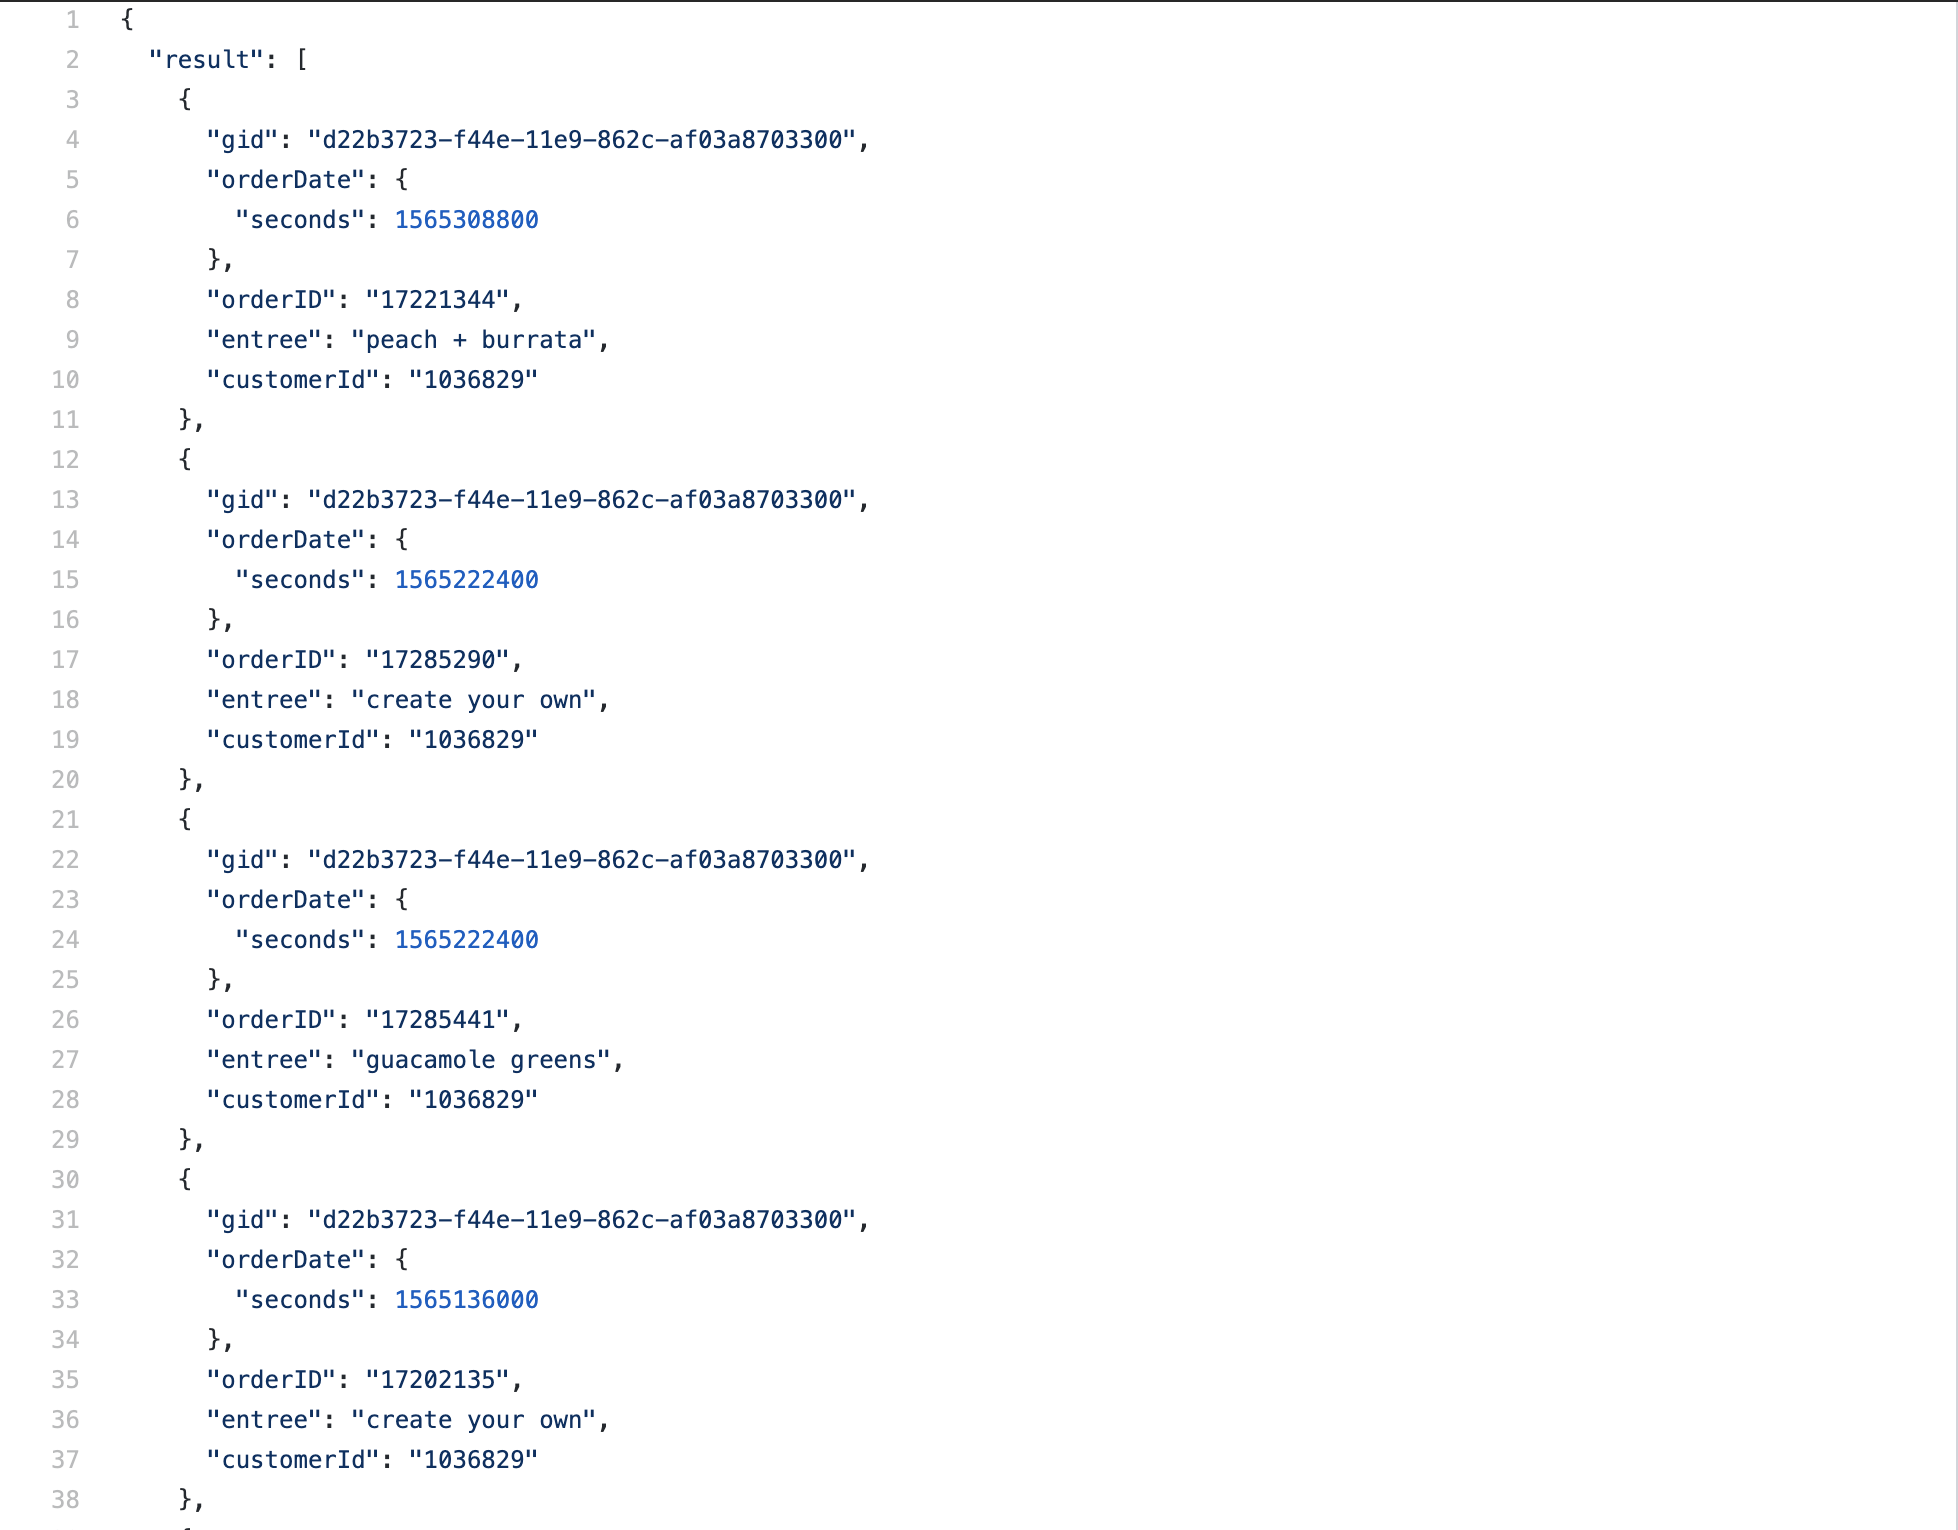 1 {
2   "result": [
3     {
4       "gid": "d22b3723-f44e-11e9-862c-af03a8703300",
5       "orderDate": {
6         "seconds": 1565308800
7       },
8       "orderID": "17221344",
9       "entree": "peach + burrata",
10       "customerId": "1036829"
11     },
12     {
13       "gid": "d22b3723-f44e-11e9-862c-af03a8703300",
14       "orderDate": {
15         "seconds": 1565222400
16       },
17       "orderID": "17285290",
18       "entree": "create your own",
19       "customerId": "1036829"
20     },
21     {
22       "gid": "d22b3723-f44e-11e9-862c-af03a8703300",
23       "orderDate": {
24         "seconds": 1565222400
25       },
26       "orderID": "17285441",
27       "entree": "guacamole greens",
28       "customerId": "1036829"
29     },
30     {
31       "gid": "d22b3723-f44e-11e9-862c-af03a8703300",
32       "orderDate": {
33         "seconds": 1565136000
34       },
35       "orderID": "17202135",
36       "entree": "create your own",
37       "customerId": "1036829"
38     },